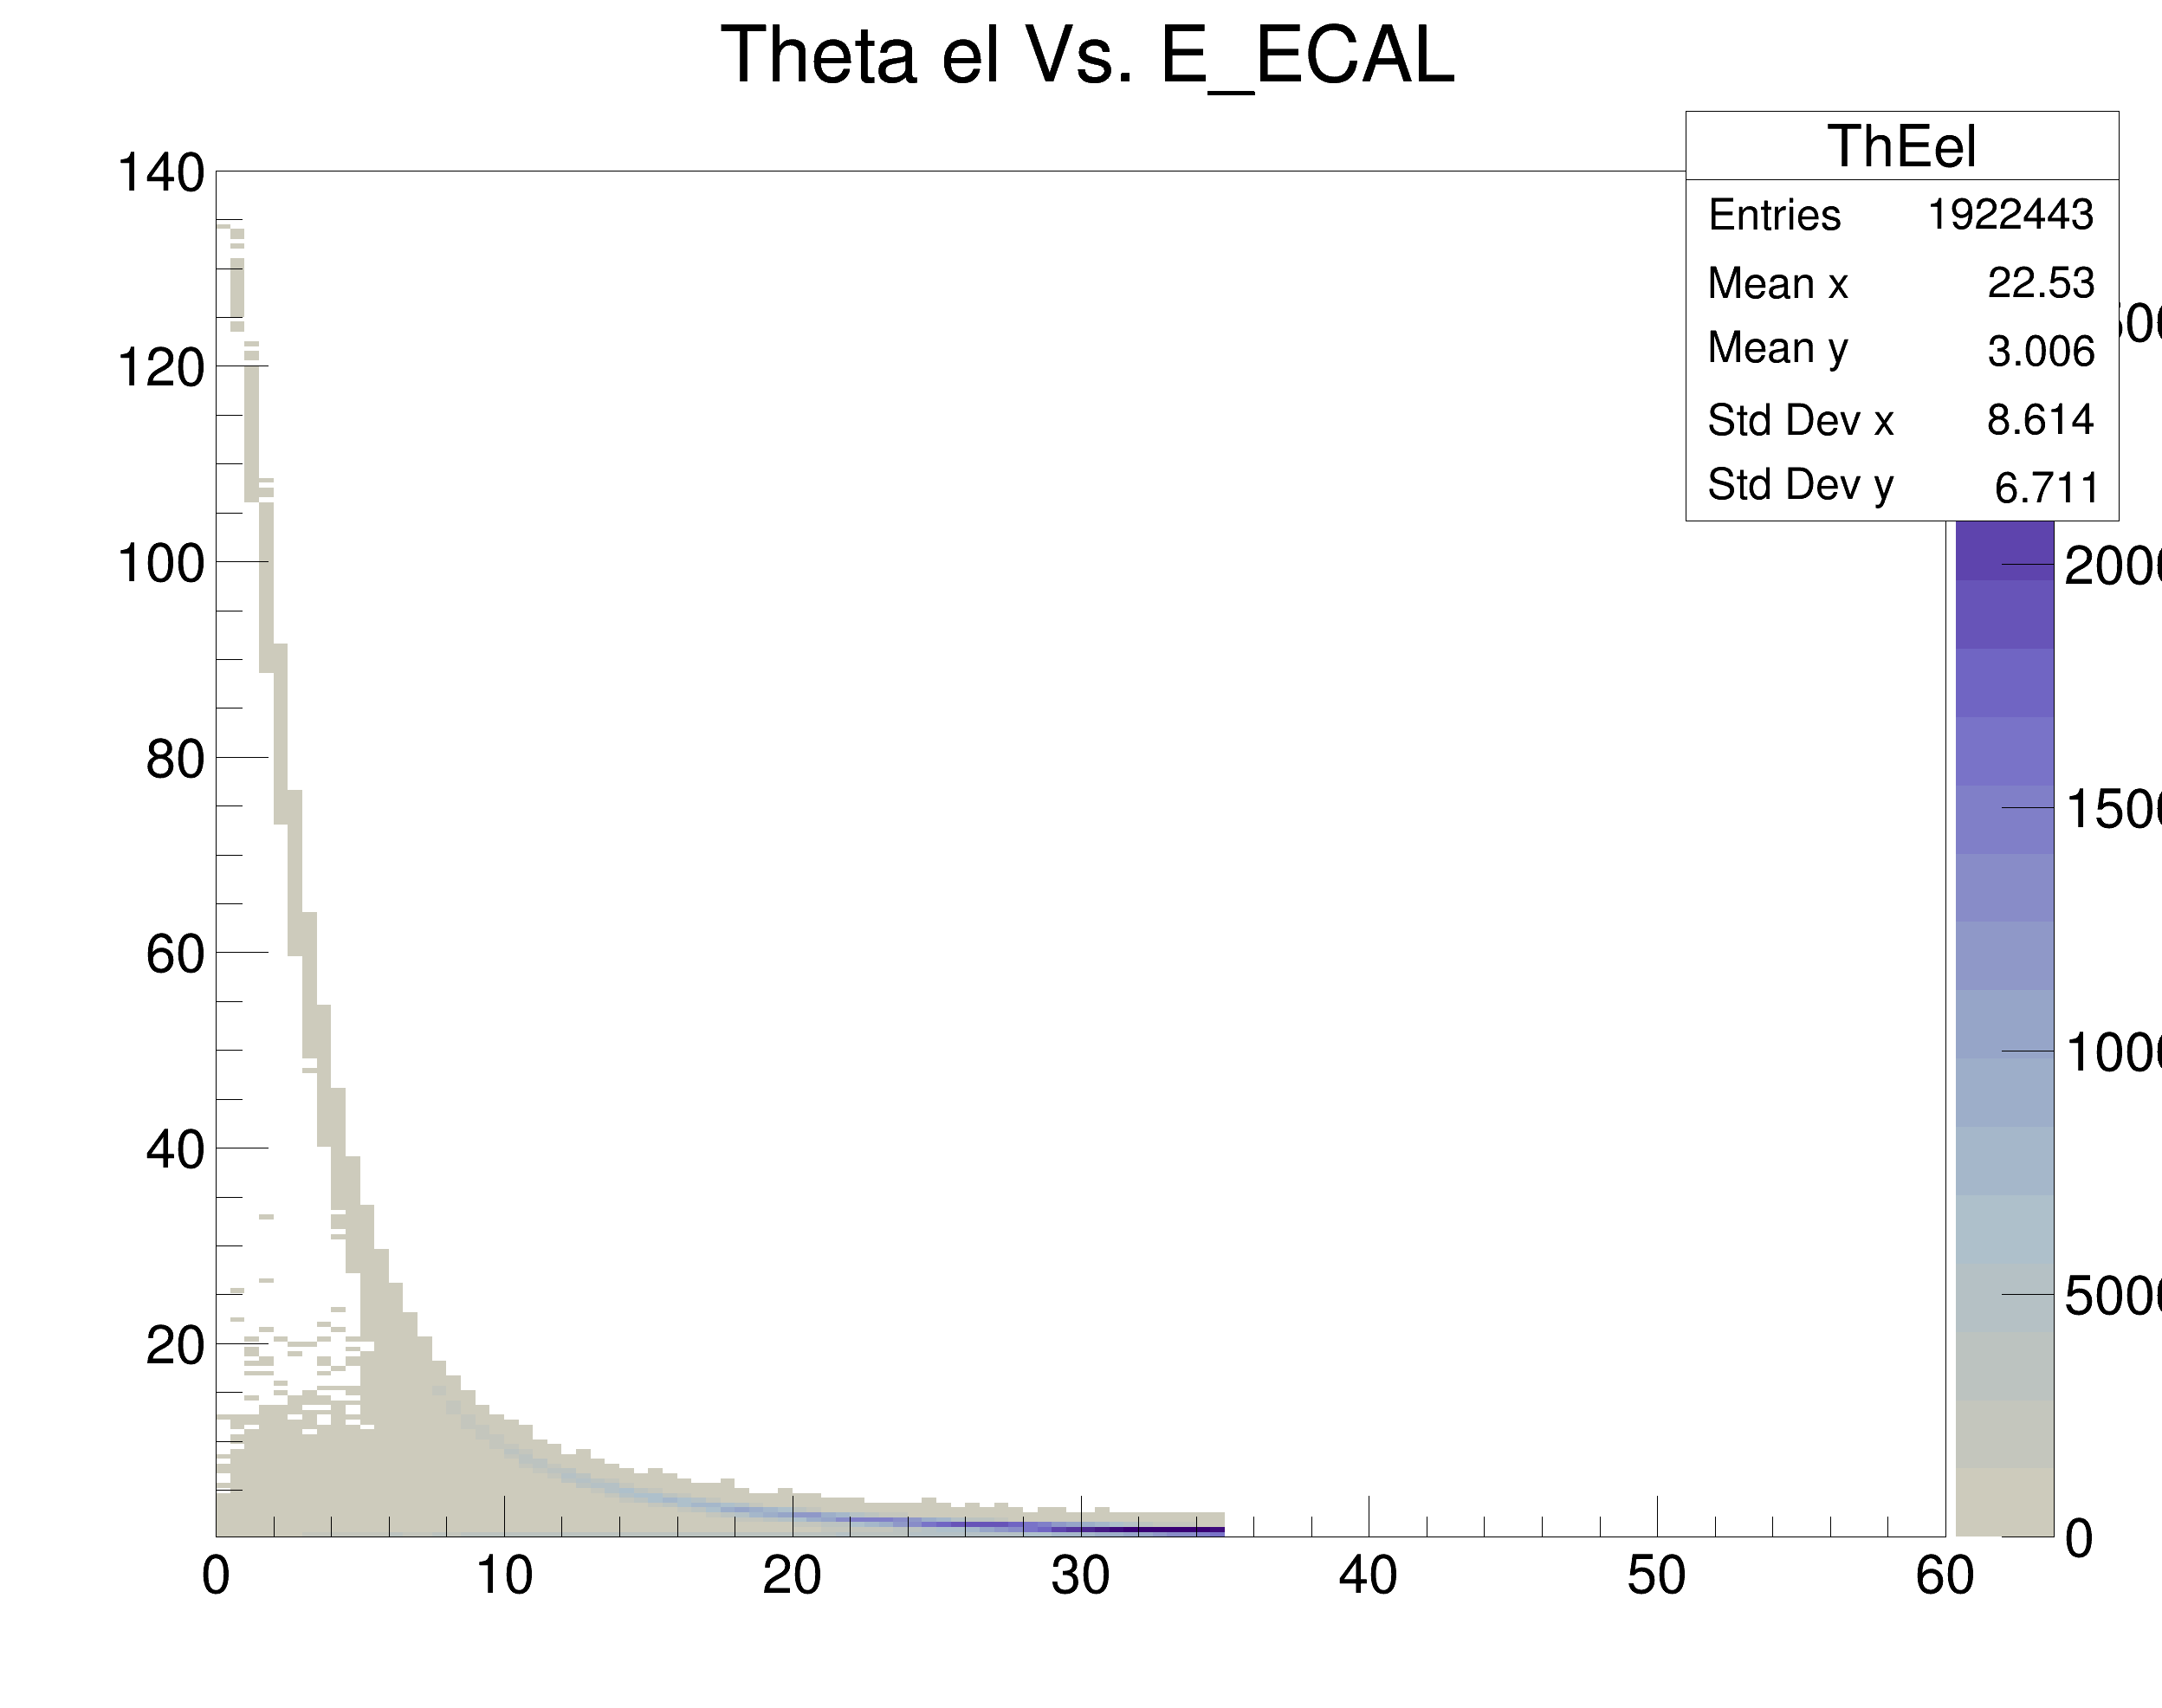 Theta el Vs. E_ECAL
ThEel
Entries 1922443
Mean x 22.53
Mean y 3.006
Std Dev x 8.614
Std Dev y 6.711
140
120
100
80
60
40
20
0 10 20 30 40 50 60
0